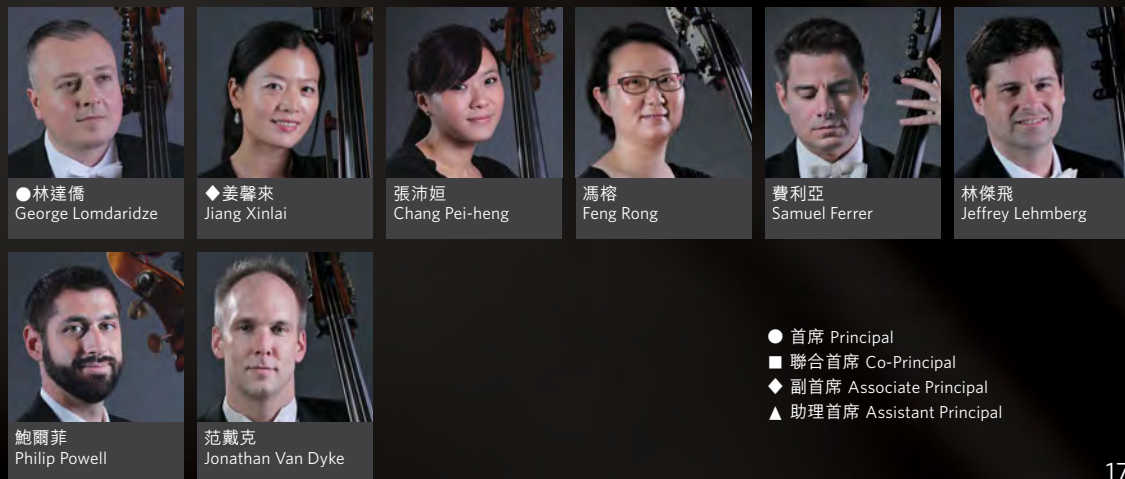 ●林達僑
George Lomdaridze
◆姜馨來
Jiang Xinlai
張沛姮
Chang Pei-heng
馮榕
Feng Rong
費利亞
Samuel Ferrer
林傑飛
Jeffrey Lehmberg
鮑爾菲
Philip Powell
范戴克
Jonathan Van Dyke
● 首席 Principal
■ 聯合首席 Co-Principal
◆ 副首席 Associate Principal
▲ 助理首席 Assistant Principal
17